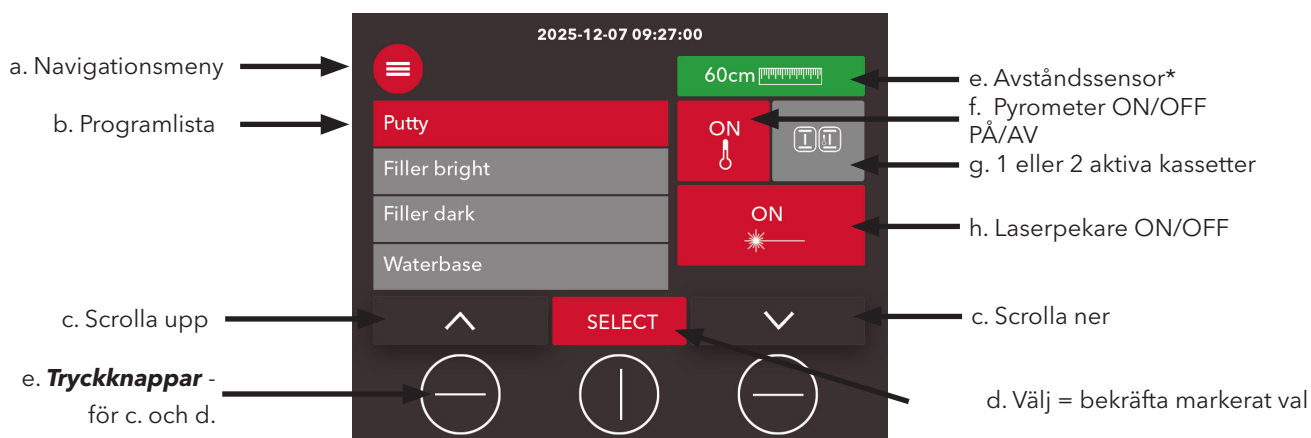 2025-12-07 09:27:00
a. Navigationsmeny
60cm
e. Avståndssensor*
b. Programlista
Putty
ON
f. Pyrometer ON/OFF
PÅ/AV
Filler bright
g. 1 eller 2 aktiva kassetter
Filler dark
ON
h. Laserpekare ON/OFF
Waterbase
c. Scrolla upp
SELECT
c. Scrolla ner
e. Tryckknappar -
för c. och d.
d. Välj = bekräfta markerat val